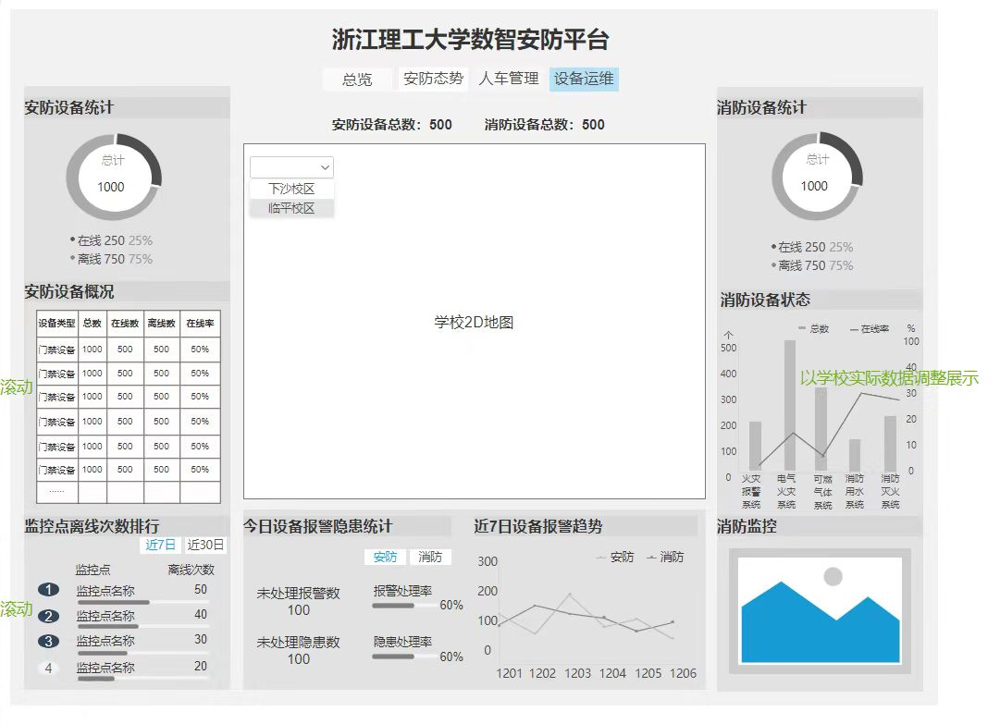 浙江理工大学数智安防平台
总览 安防态势 人车管理 设备运维
安防设备总数：500 消防设备总数：500
安防设备统计
总计
1000
在线 250 25%
离线 750 75%
安防设备概况
设备类型 总数 在线数 离线数 在线率
门禁设备 1000 500 500 50%
门禁设备 1000 500 500 50%
门禁设备 1000 500 500 50%
门禁设备 1000 500 500 50%
门禁设备 1000 500 500 50%
门禁设备 1000 500 500 50%
......
滚动
监控点离线次数排行
近7日 近30日
监控点 离线次数
1 监控点名称 50
2 监控点名称 40
3 监控点名称 30
4 监控点名称 20
滚动
下沙校区
临平校区
学校2D地图
今日设备报警隐患统计
安防 消防
未处理报警数
100
报警处理率
60%
未处理隐患数
100
隐患处理率
60%
近7日设备报警趋势
安防 消防
300
200
100
0
1201 1202 1203 1204 1205 1206
消防设备统计
总计
1000
在线 250 25%
离线 750 75%
消防设备状态
总数 在线率
个
500
400
300
200
100
0
%
100
40
30
20
10
0
以学校实际数据调整展示
火灾报警系统
电气火灾系统
可燃气体系统
消防用水系统
消防灭火系统
消防监控